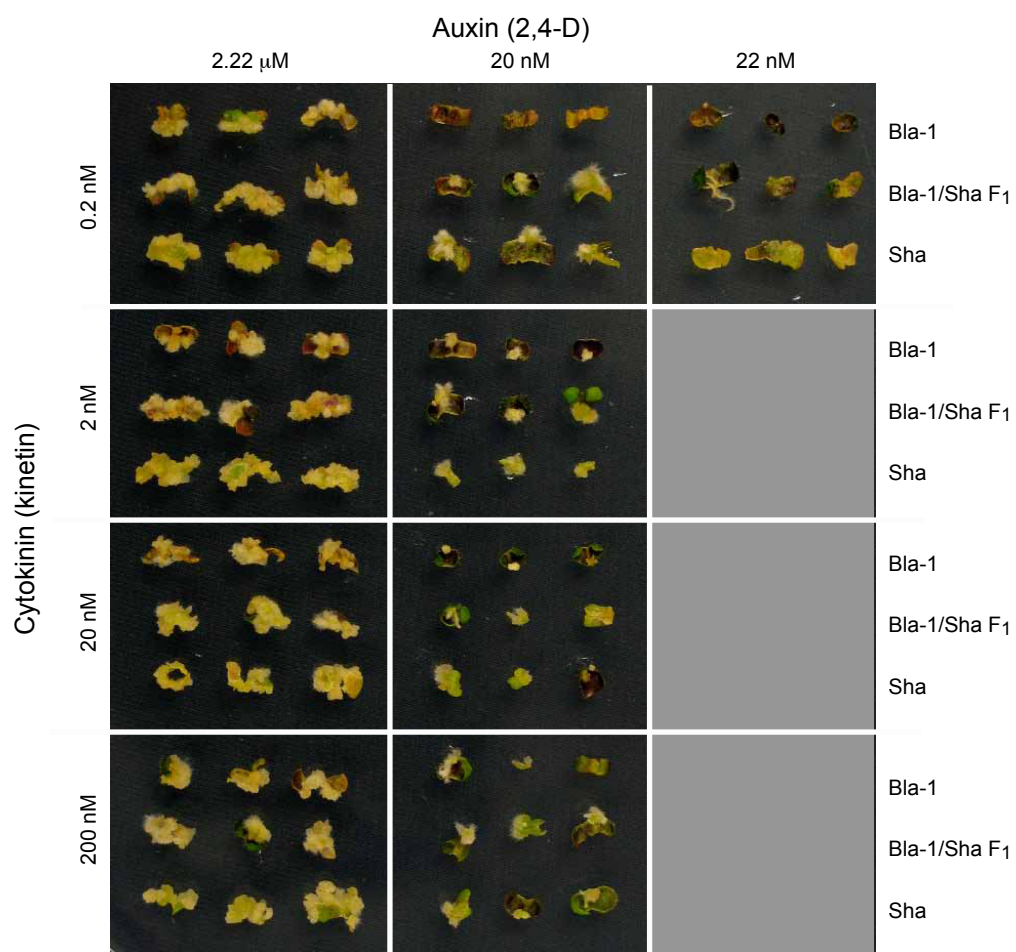 Auxin (2,4-D)
2.22 μM 20 nM 22 nM
Cytokinin (kinetin)
0.2 nM
Bla-1
Bla-1/Sha F1
Sha
2 nM
Bla-1
Bla-1/Sha F1
Sha
20 nM
Bla-1
Bla-1/Sha F1
Sha
200 nM
Bla-1
Bla-1/Sha F1
Sha